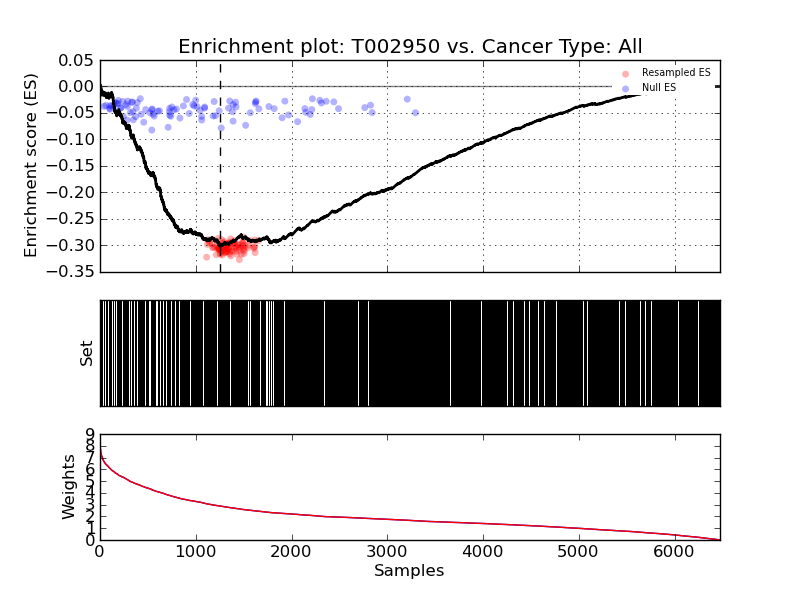 Enrichment plot: T002950 vs. Cancer Type: All
Enrichment score (ES)
0.05
0.00
−0.05
−0.10
−0.15
−0.20
−0.25
−0.30
−0.35
Resampled ES
Null ES
Set
Weights
9
8
7
6
5
4
3
2
1
0
0 1000 2000 3000 4000 5000 6000
Samples